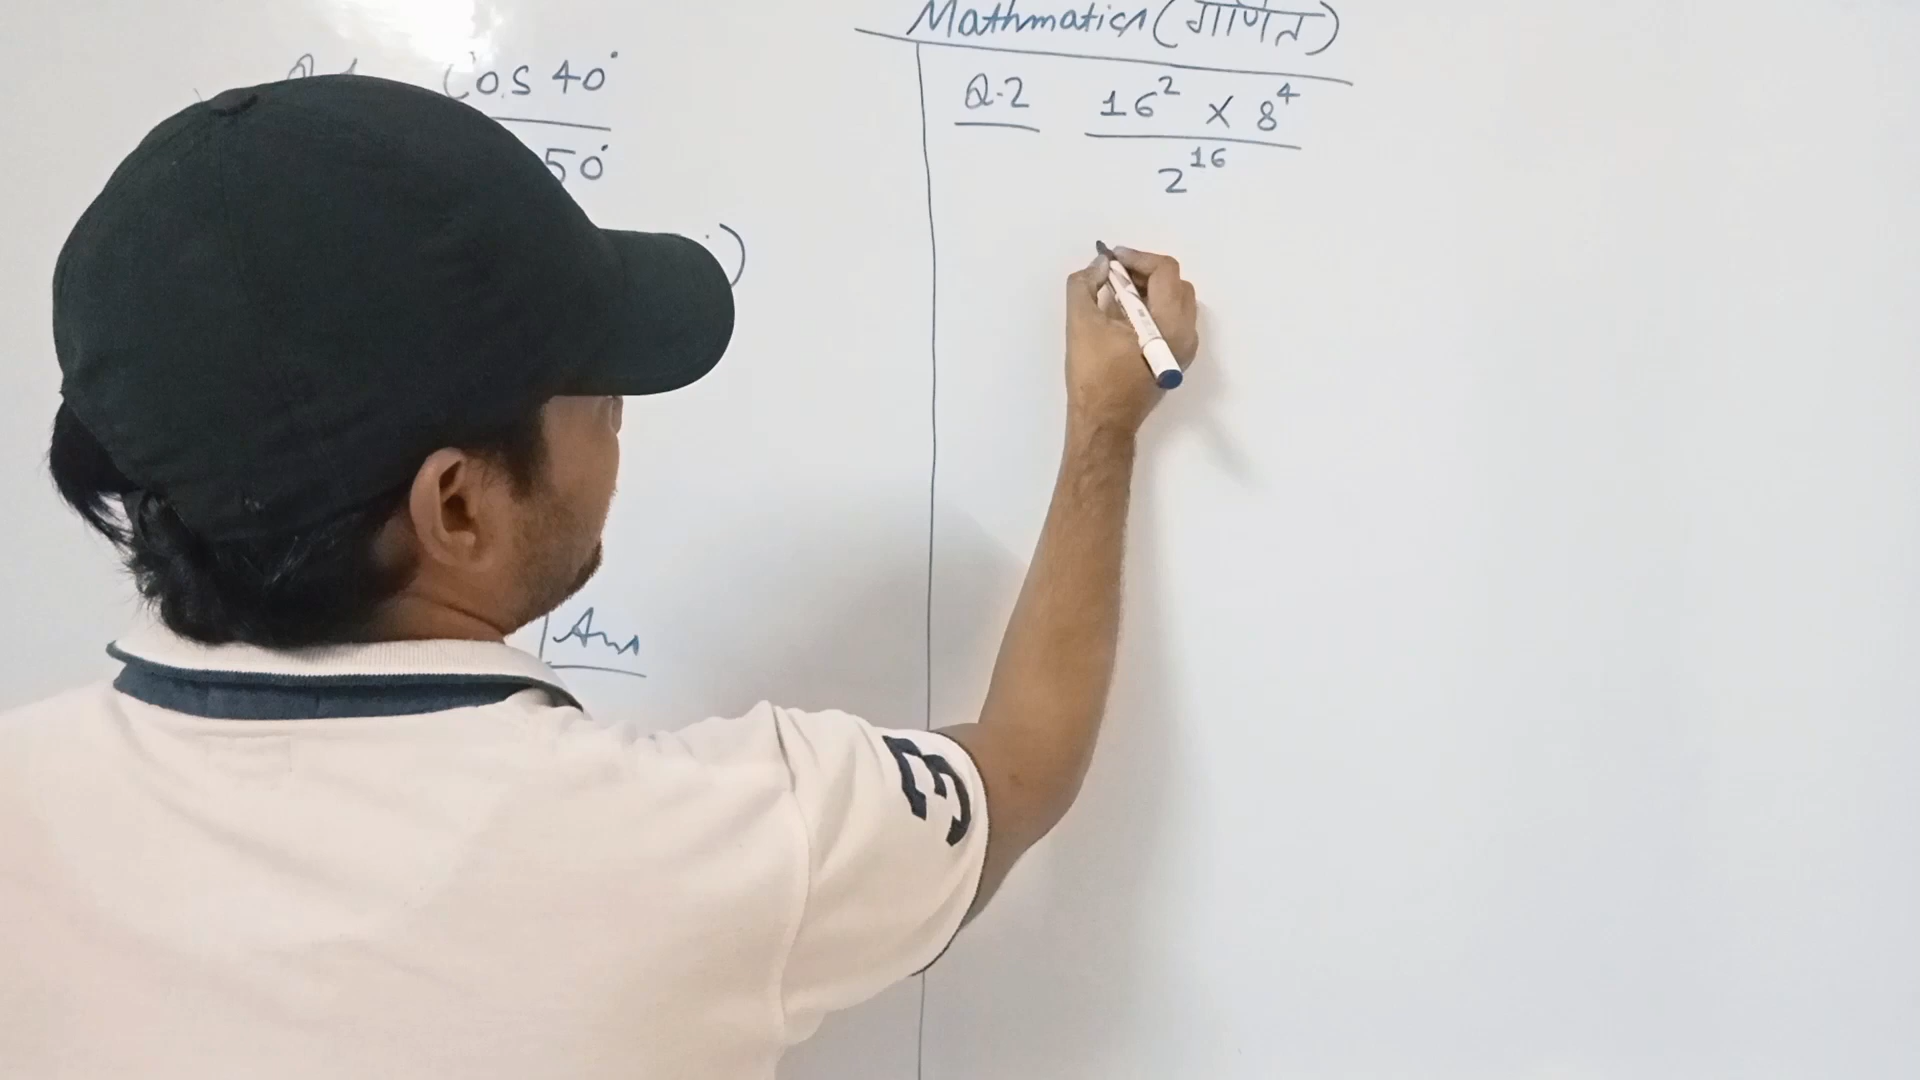 Mathmatics (गणित)
Cos 40°
50°
Ans
Q.2 16² × 8⁴
2¹⁶